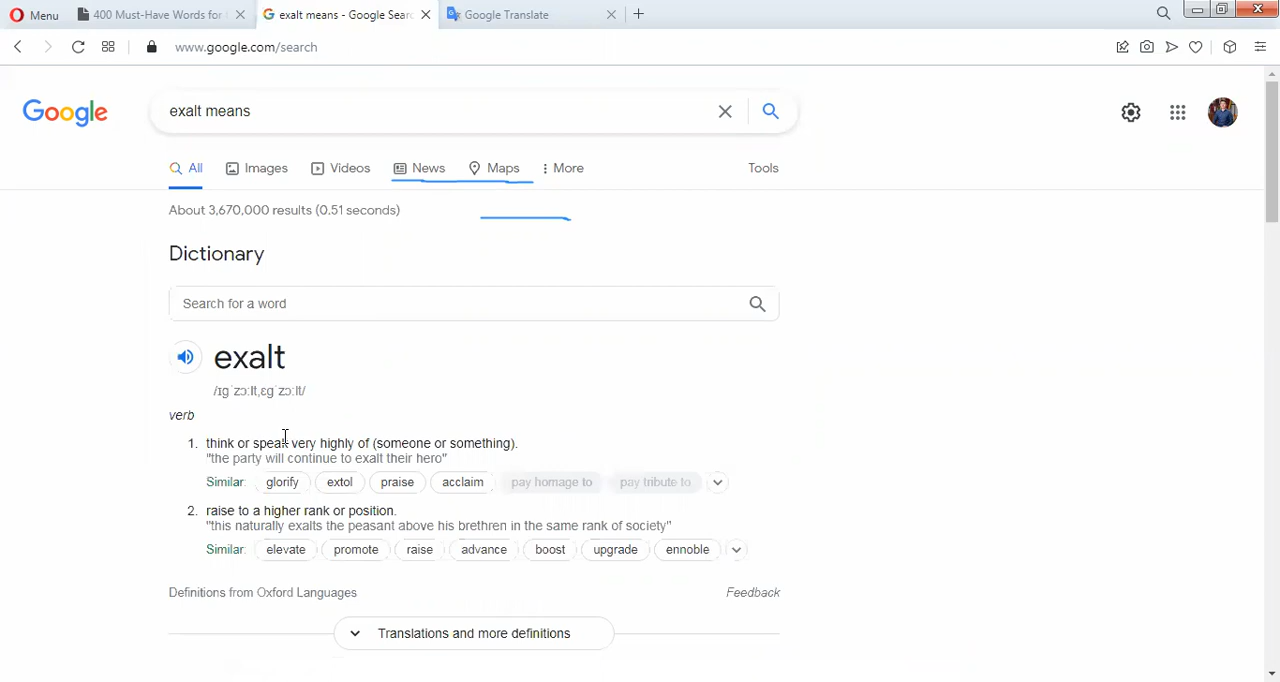 Menu
400 Must-Have Words for
exalt means - Google Sear
Google Translate
www.google.com/search
Google
exalt means
All
Images
Videos
News
Maps
More
Tools
About 3,670,000 results (0.51 seconds)
Dictionary
Search for a word
exalt
/ɪɡˈzɔːlt,ɛɡˈzɔːlt/
verb
1. think or speak very highly of (someone or something).
"the party will continue to exalt their hero"
Similar: glorify extol praise acclaim pay homage to pay tribute to
2. raise to a higher rank or position.
"this naturally exalts the peasant above his brethren in the same rank of society"
Similar: elevate promote raise advance boost upgrade ennoble
Definitions from Oxford Languages
Feedback
Translations and more definitions